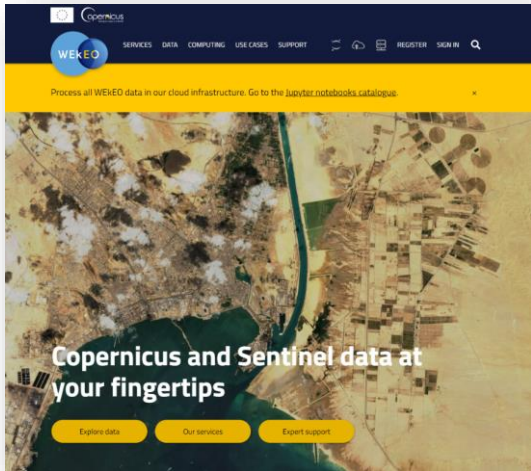 Copernicus
WEkEO
SERVICES DATA COMPUTING USE CASES SUPPORT REGISTER SIGN IN
Process all WEkEO data in our cloud infrastructure. Go to the Jupyter notebooks catalogue. ×
Copernicus and Sentinel data at
your fingertips
Explore data Our services Expert support